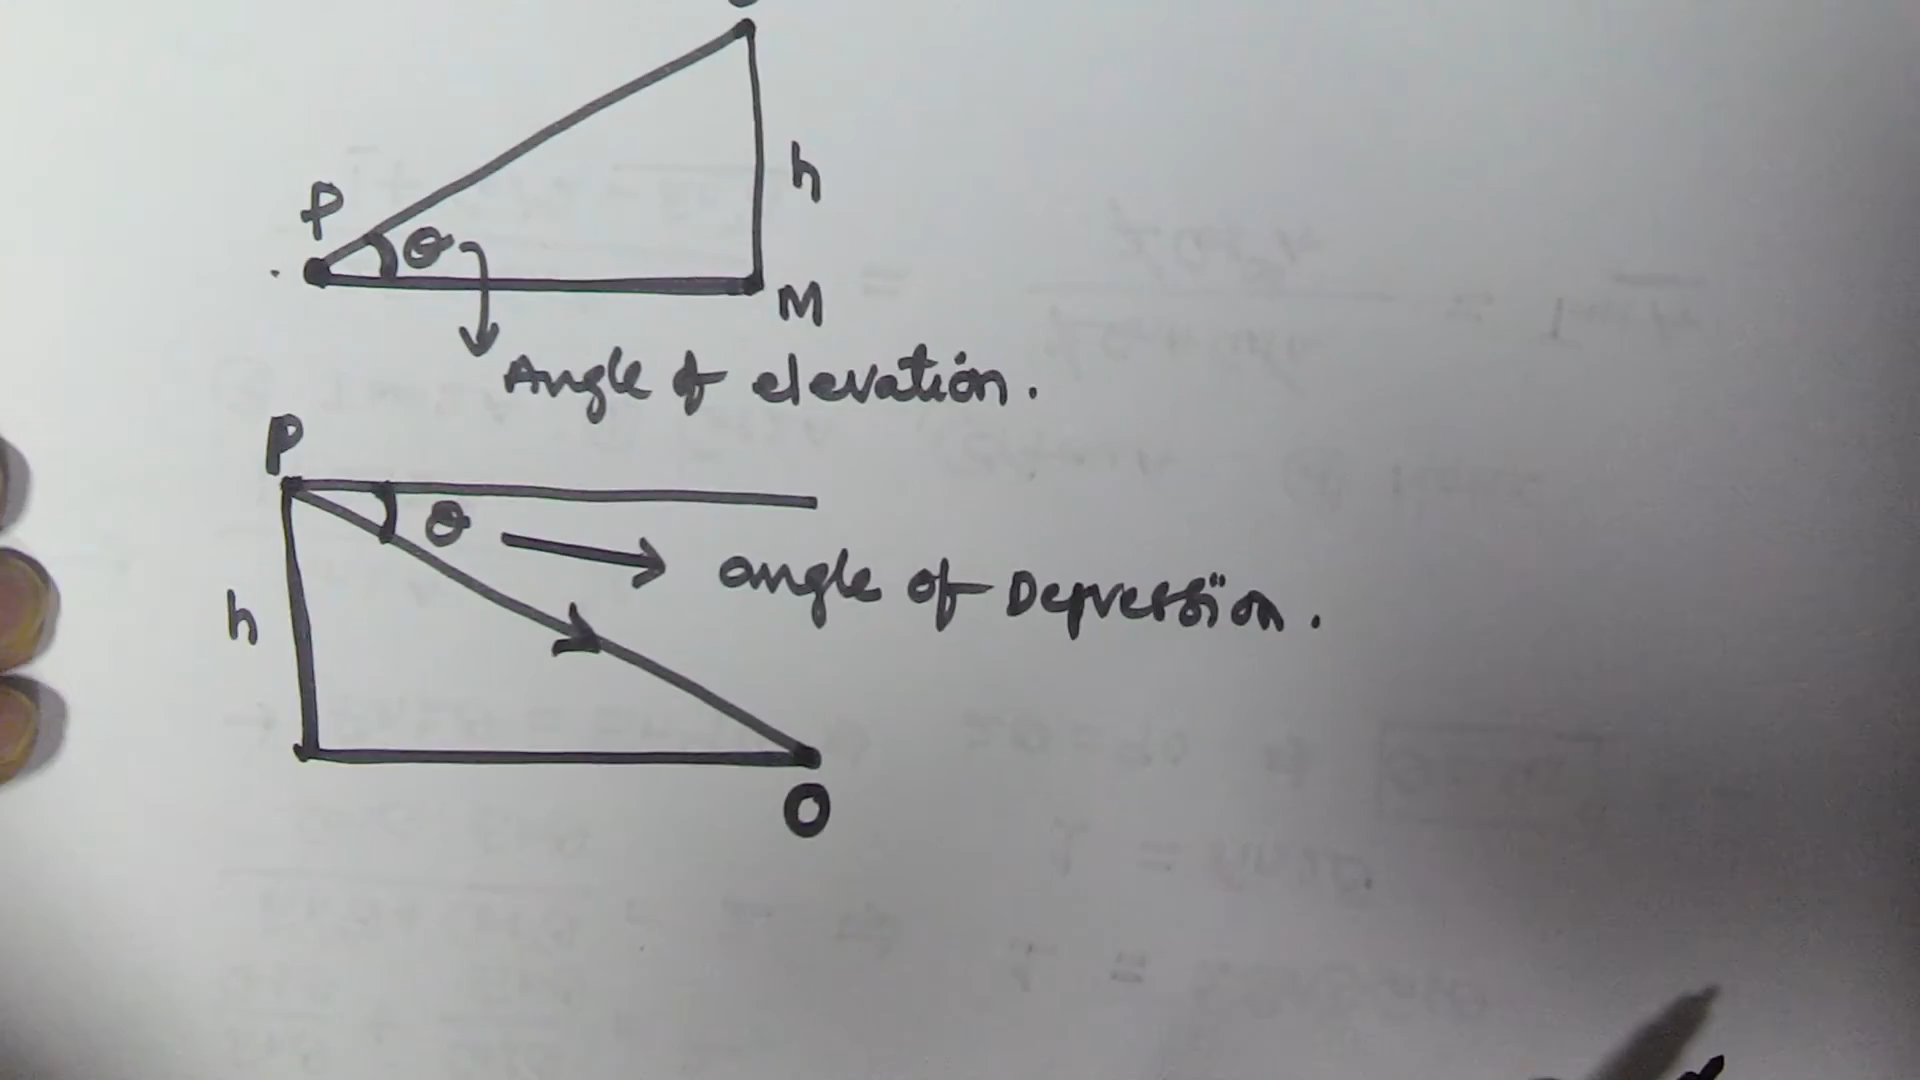 h
P
θ
M
Angle of elevation.
P
θ
angle of Depression.
h
O